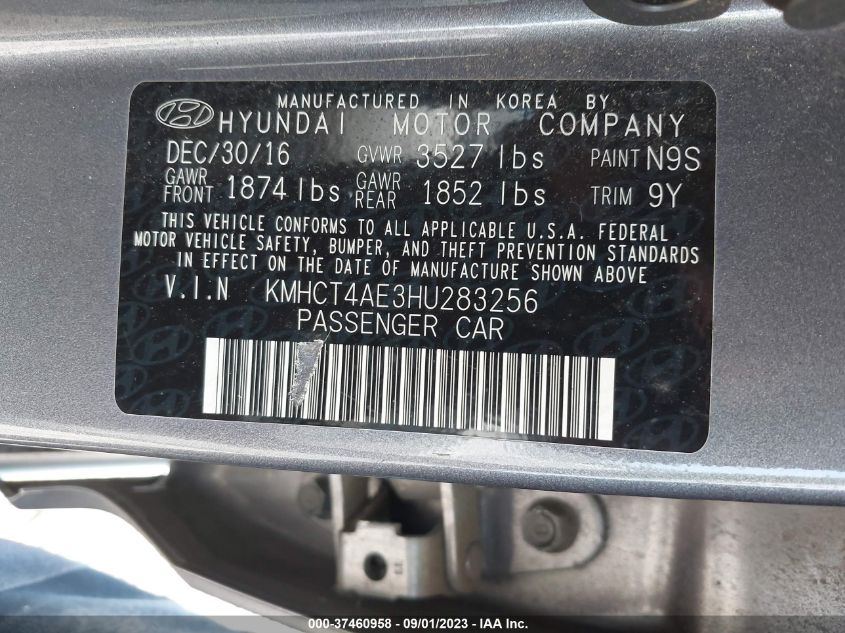 MANUFACTURED IN KOREA BY
HYUNDAI MOTOR COMPANY
DEC/30/16 GVWR 3527 lbs PAINT N9S
GAWR FRONT 1874 lbs GAWR REAR 1852 lbs TRIM 9Y
THIS VEHICLE CONFORMS TO ALL APPLICABLE U.S.A. FEDERAL
MOTOR VEHICLE SAFETY, BUMPER, AND THEFT PREVENTION STANDARDS
IN EFFECT ON THE DATE OF MANUFACTURE SHOWN ABOVE
V.I.N KMHCT4AE3HU283256
PASSENGER CAR
000-37460958 - 09/01/2023 - IAA Inc.